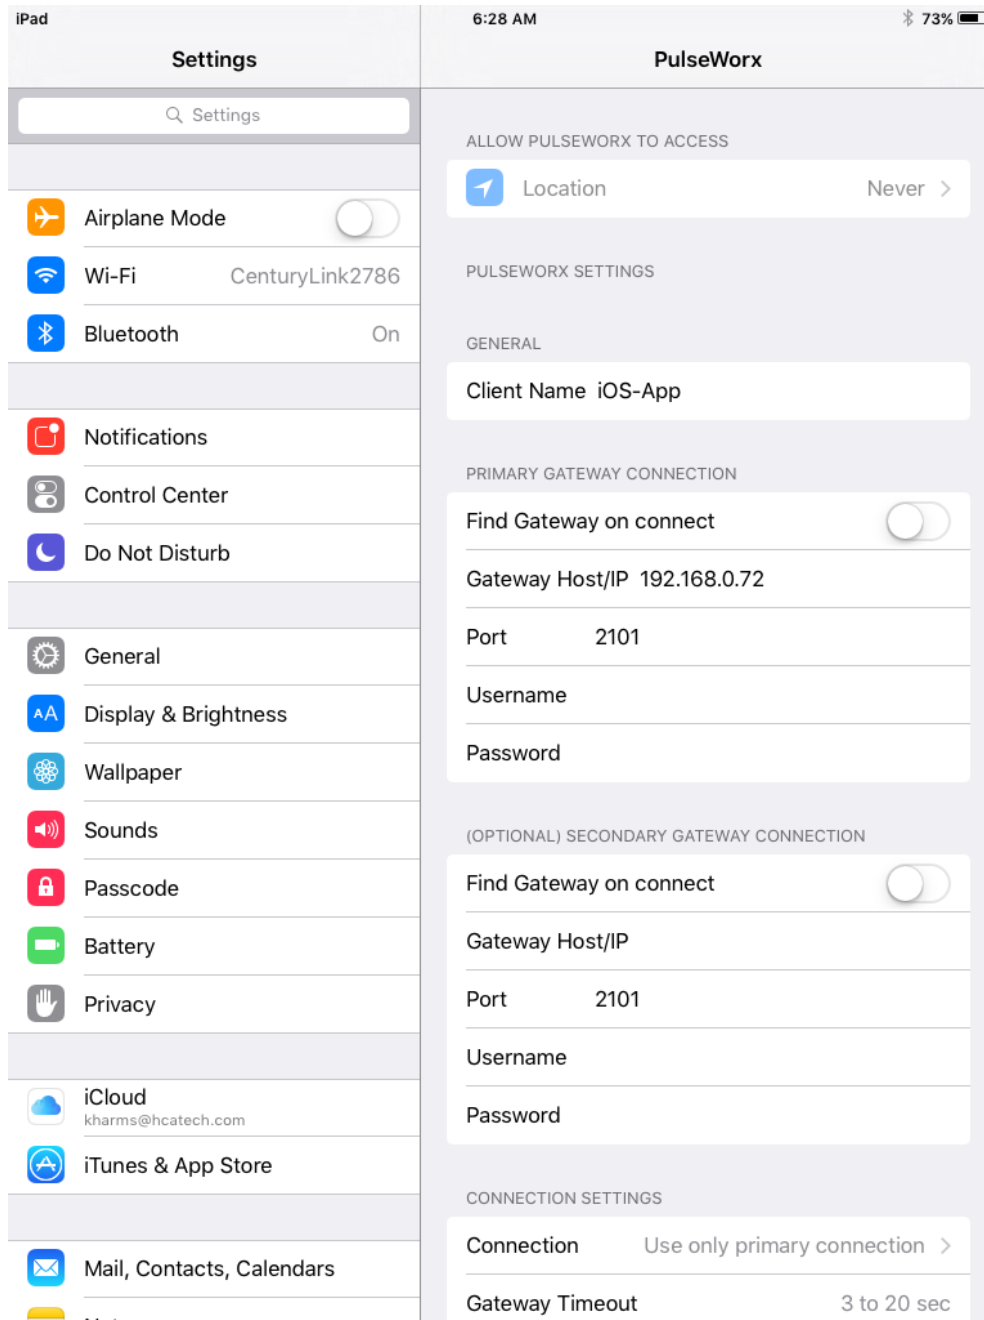 iPad
6:28 AM
73%
Settings
Settings
Airplane Mode
Wi-Fi CenturyLink2786
Bluetooth On
Notifications
Control Center
Do Not Disturb
General
AA Display & Brightness
Wallpaper
Sounds
Passcode
Battery
Privacy
iCloud
kharms@hcatech.com
iTunes & App Store
Mail, Contacts, Calendars
PulseWorx
ALLOW PULSEWORX TO ACCESS
Location Never
PULSEWORX SETTINGS
GENERAL
Client Name iOS-App
PRIMARY GATEWAY CONNECTION
Find Gateway on connect
Gateway Host/IP 192.168.0.72
Port 2101
Username
Password
(OPTIONAL) SECONDARY GATEWAY CONNECTION
Find Gateway on connect
Gateway Host/IP
Port 2101
Username
Password
CONNECTION SETTINGS
Connection Use only primary connection
Gateway Timeout 3 to 20 sec